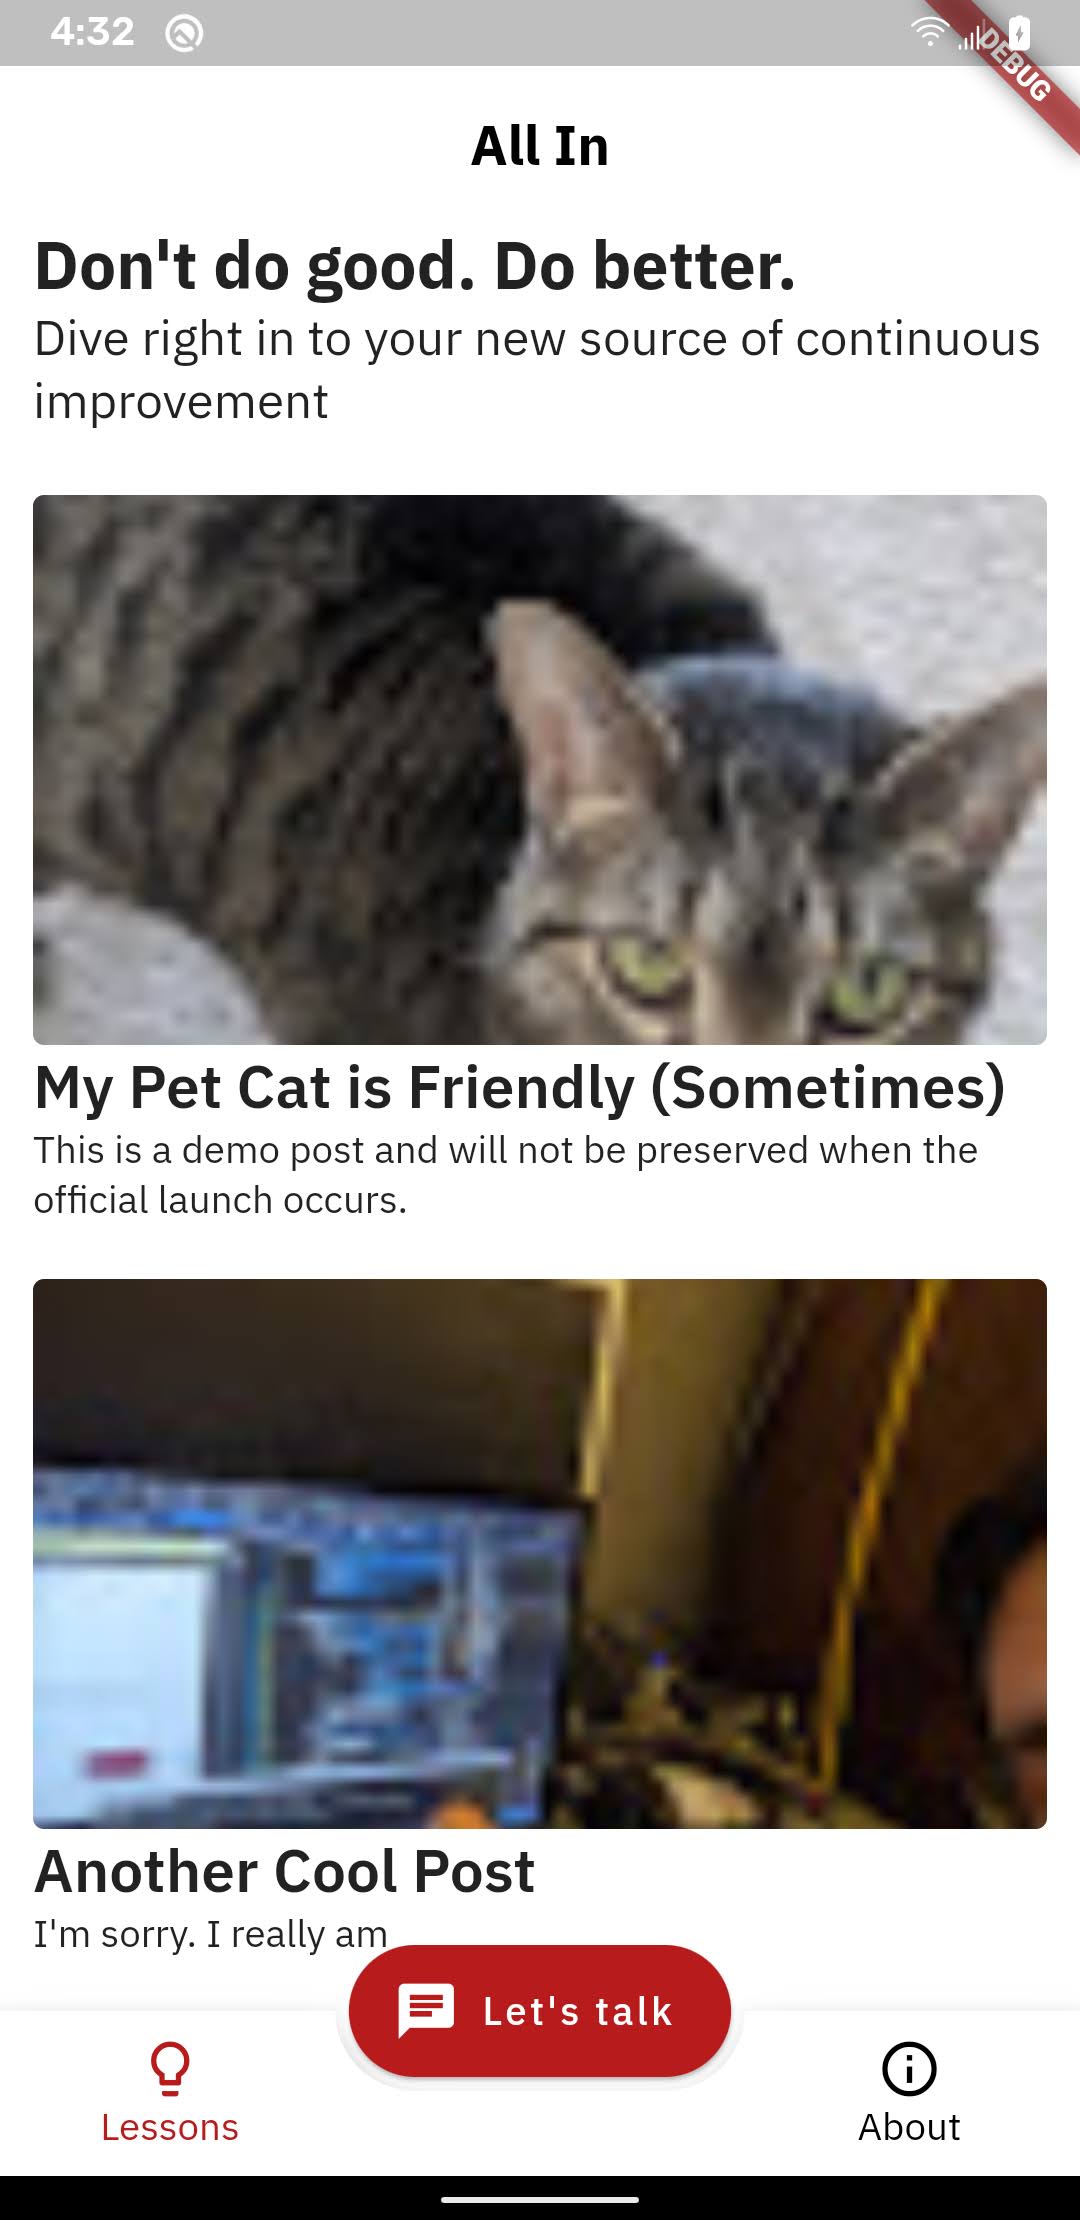 4:32
DEBUG
All In
Don't do good. Do better.
Dive right in to your new source of continuous
improvement
My Pet Cat is Friendly (Sometimes)
This is a demo post and will not be preserved when the
official launch occurs.
Another Cool Post
I'm sorry. I really am
Let's talk
Lessons
About